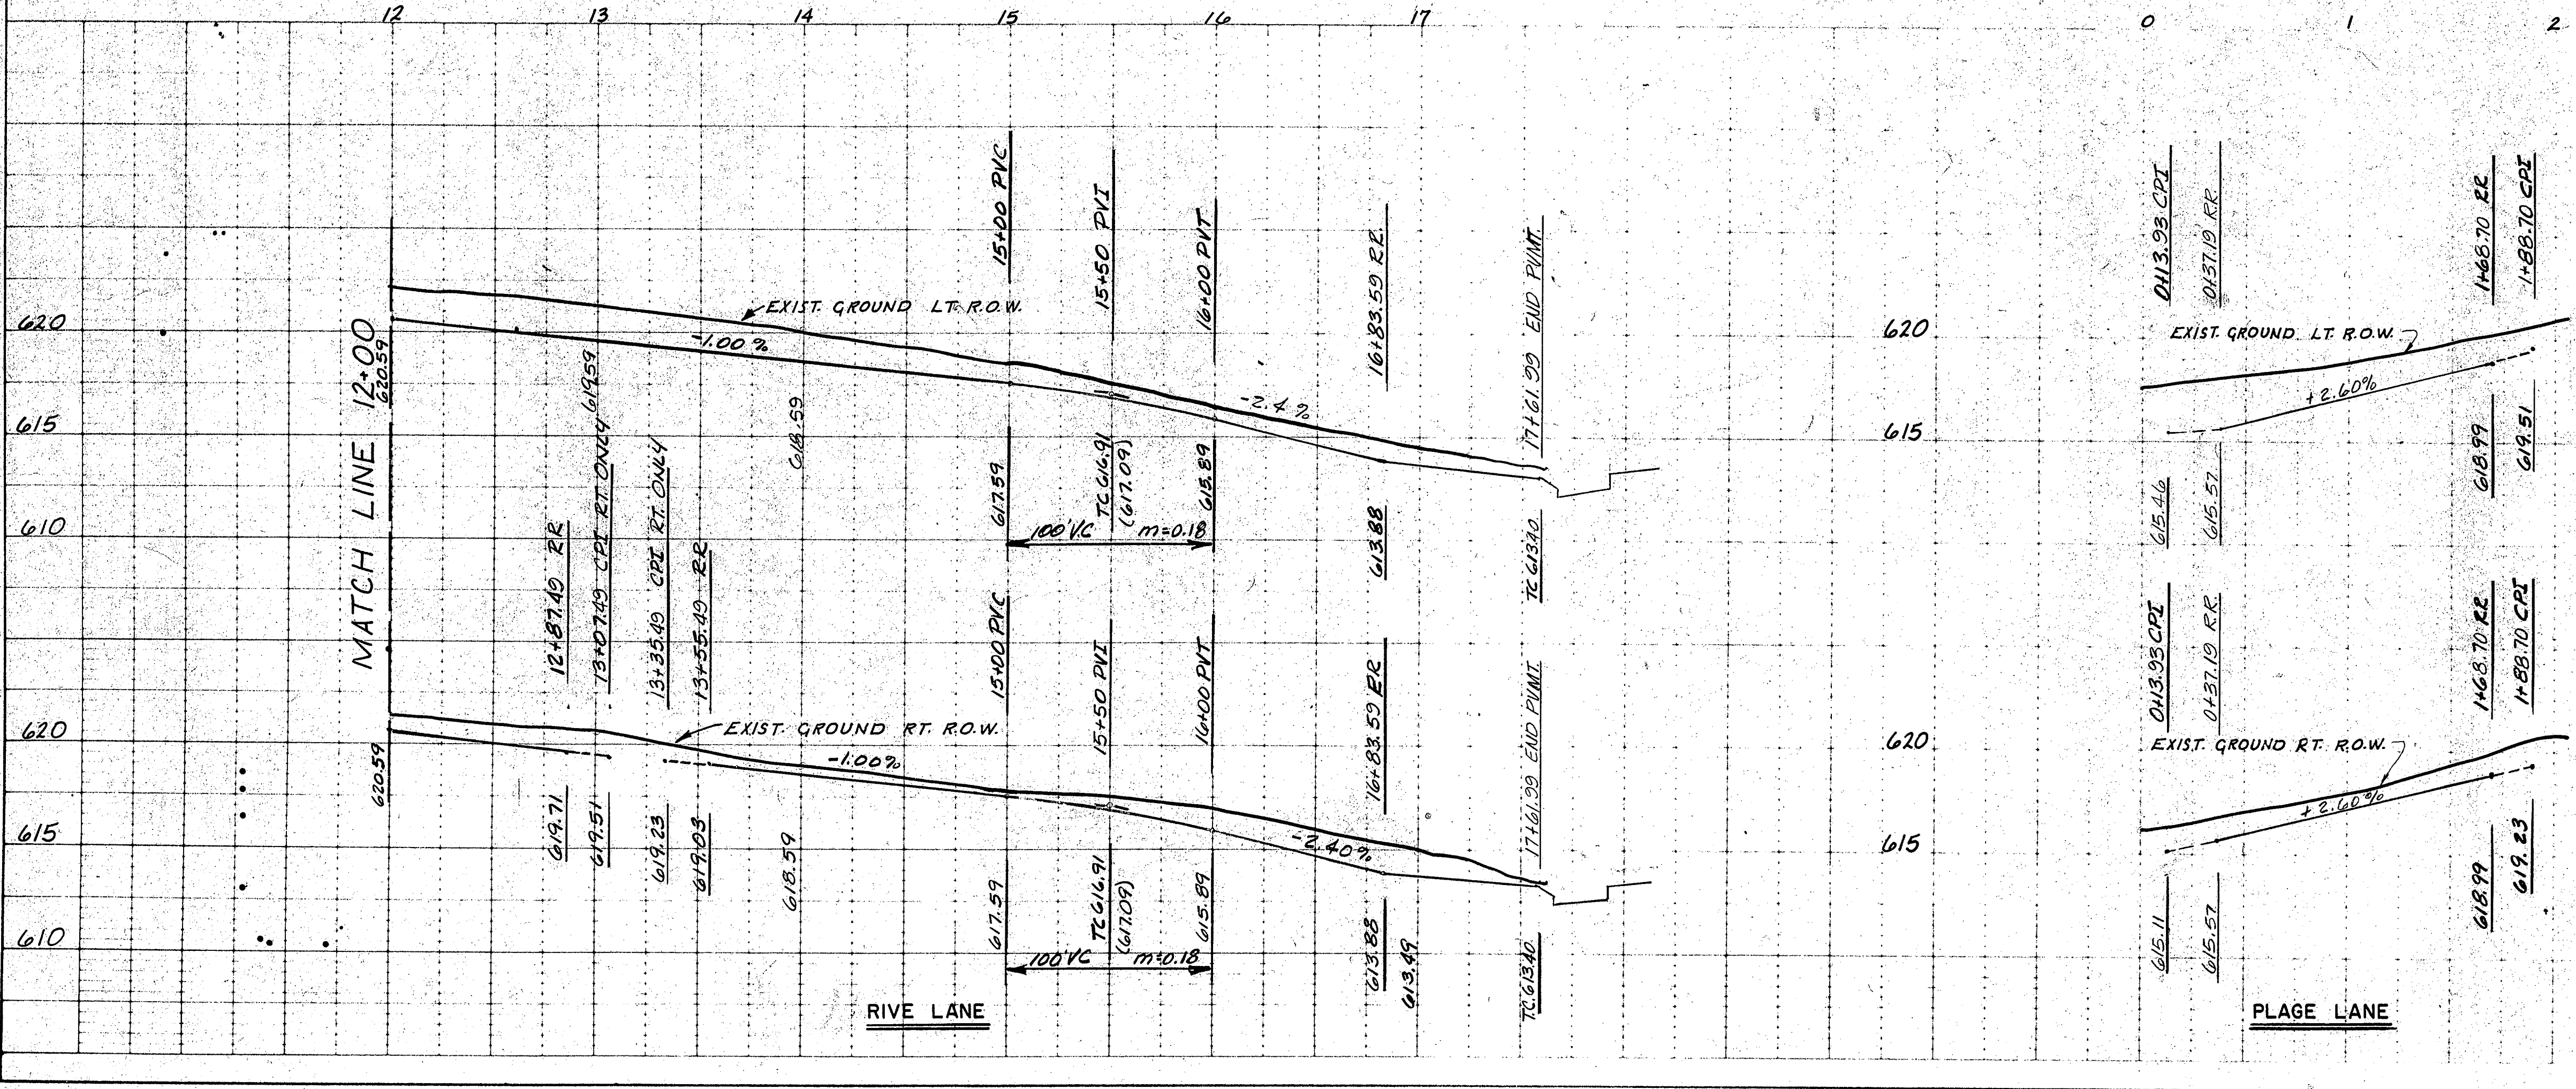 12 13 14 15 16 17 0 1 2
15+00 PVC
15+50 PVI
16+00 PVT
16+83.59 RR.
17+61.99 END PVMT.
0+13.93 CPI
0+37.19 R.R.
1+68.70 RR
1+88.70 CPI
EXIST. GROUND LT. R.O.W.
620
-1.00%
MATCH LINE 12+00
620.59
619.59
618.59
-2.4%
615
617.59
TC 616.91
(617.09)
615.89
100' V.C m=0.18
610
613.88
TC 613.40.
620
EXIST. GROUND LT. R.O.W.
+2.60%
615
615.46
615.57
618.99
619.51
12+87.49 RR
13+07.49 CPI RT. ONLY
13+35.49 CPI RT. ONLY
13+55.49 RR
15+00 PVC
15+50 PVI
16+00 PVT
16+83.59 RR
17+61.99 END PVMT.
0+13.93 CPI
0+37.19 R.R.
1+68.70 RR
1+88.70 CPI
620
EXIST. GROUND RT. R.O.W.
-1.00%
620.59
619.71
619.51
619.23
619.03
618.59
615
-2.40%
617.59
TC 616.91
(617.09)
615.89
610
100' VC m=0.18
613.88
613.49
TC.613.40.
620
EXIST. GROUND RT. R.O.W.
+2.60%
615
615.11
615.57
618.99
619.23
RIVE LANE
PLAGE LANE